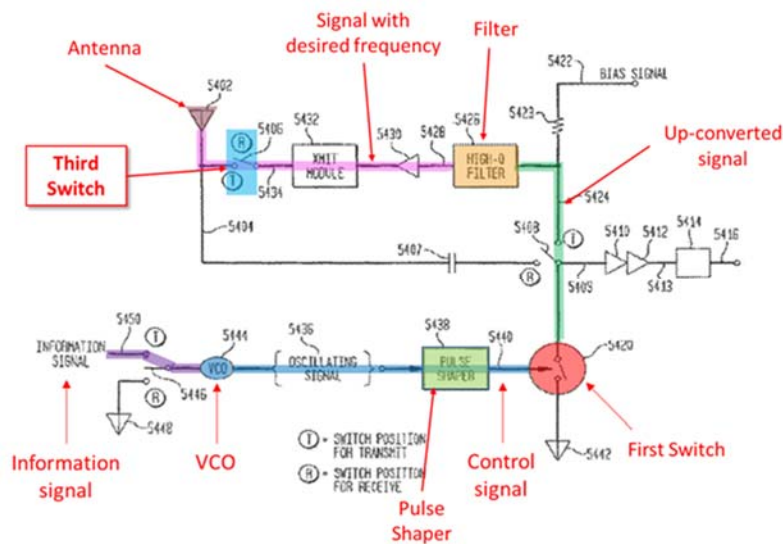 Signal with
desired frequency
Filter
Antenna
5422
BIAS SIGNAL
5402
5423
5406
5432
5430
5428
5426
Up-converted
signal
R
Third
Switch
XMIT
MODULE
HIGH-Q
FILTER
T
5434
5424
5404
5407
5408
T
5410
5412
5414
5416
R
5409
5413
5450
T
5444
5436
5438
5440
5420
INFORMATION
SIGNAL
VCO
OSCILLATING
SIGNAL
PULSE
SHAPER
5446
R
5448
5442
T = SWITCH POSITION
FOR TRANSMIT
R = SWITCH POSITION
FOR RECEIVE
Information
signal
VCO
Control
signal
First Switch
Pulse
Shaper